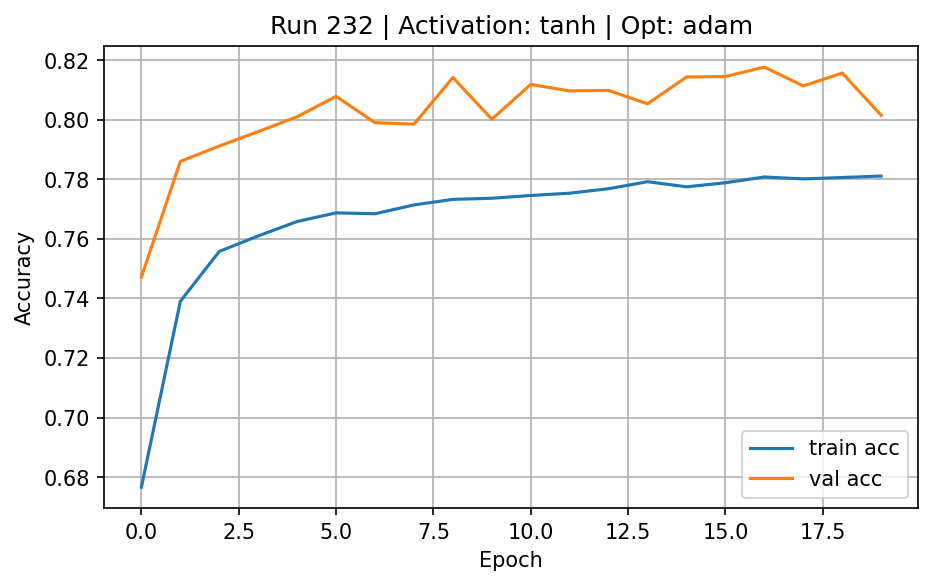 Run 232 | Activation: tanh | Opt: adam
Accuracy
0.82
0.80
0.78
0.76
0.74
0.72
0.70
0.68
train acc
val acc
0.0 2.5 5.0 7.5 10.0 12.5 15.0 17.5
Epoch